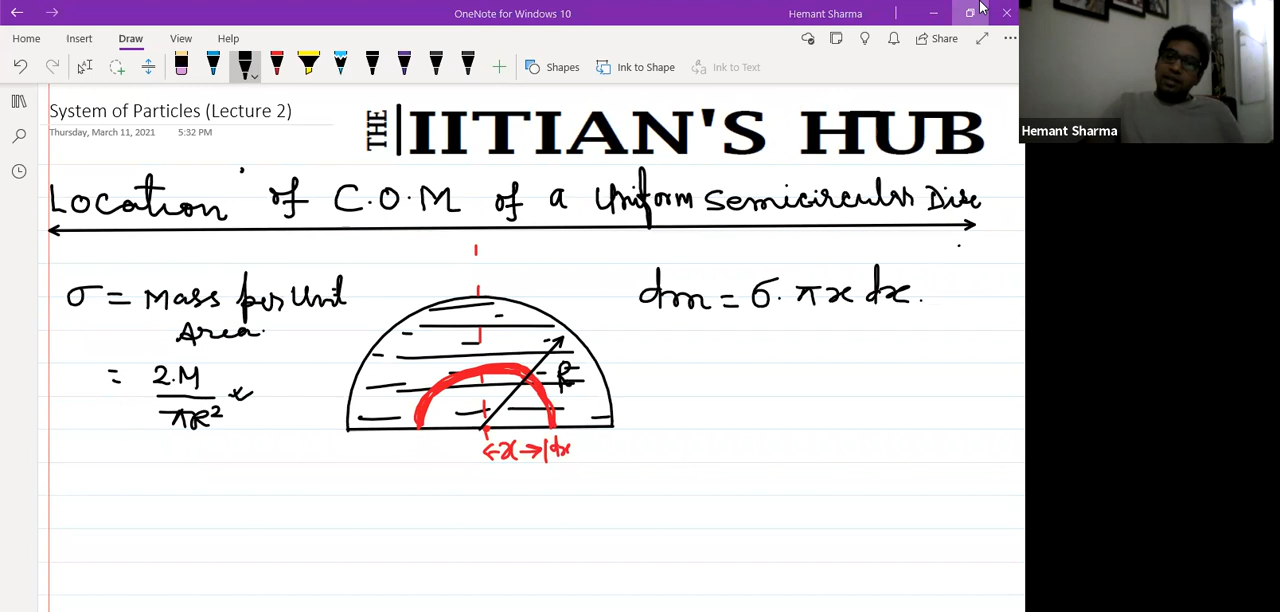 OneNote for Windows 10
Hemant Sharma
Home Insert Draw View Help
Share
Shapes
Ink to Shape
Ink to Text
System of Particles (Lecture 2)
Thursday, March 11, 2021 5:32 PM
THE IITIAN'S HUB
Hemant Sharma
Location of C.O.M of a Uniform Semicircular Disc
σ = Mass per Unit
Area.
= 2.M
πR²
dm = σ. πx dx.
R
x dx